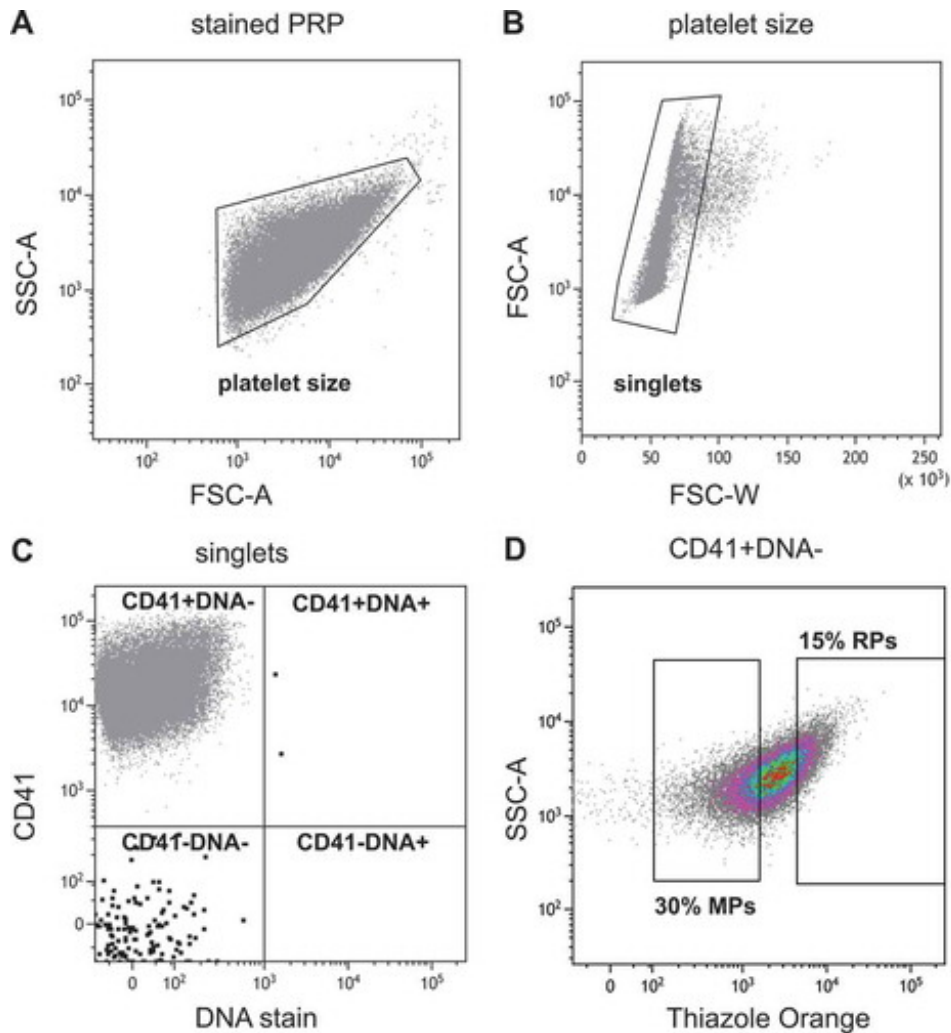 A stained PRP
SSC-A
10⁵
10⁴
10³
10²
platelet size
10² 10³ 10⁴ 10⁵
FSC-A
B platelet size
FSC-A
10⁵
10⁴
10³
10²
singlets
0 50 100 150 200 250
(x 10³)
FSC-W
C singlets
CD41
CD41+DNA- CD41+DNA+
10⁵
10⁴
10³
CD41-DNA- CD41-DNA+
10²
0
0 10² 10³ 10⁴ 10⁵
DNA stain
D CD41+DNA-
SSC-A
10⁵
15% RPs
10⁴
10³
10²
30% MPs
0 10² 10³ 10⁴ 10⁵
Thiazole Orange